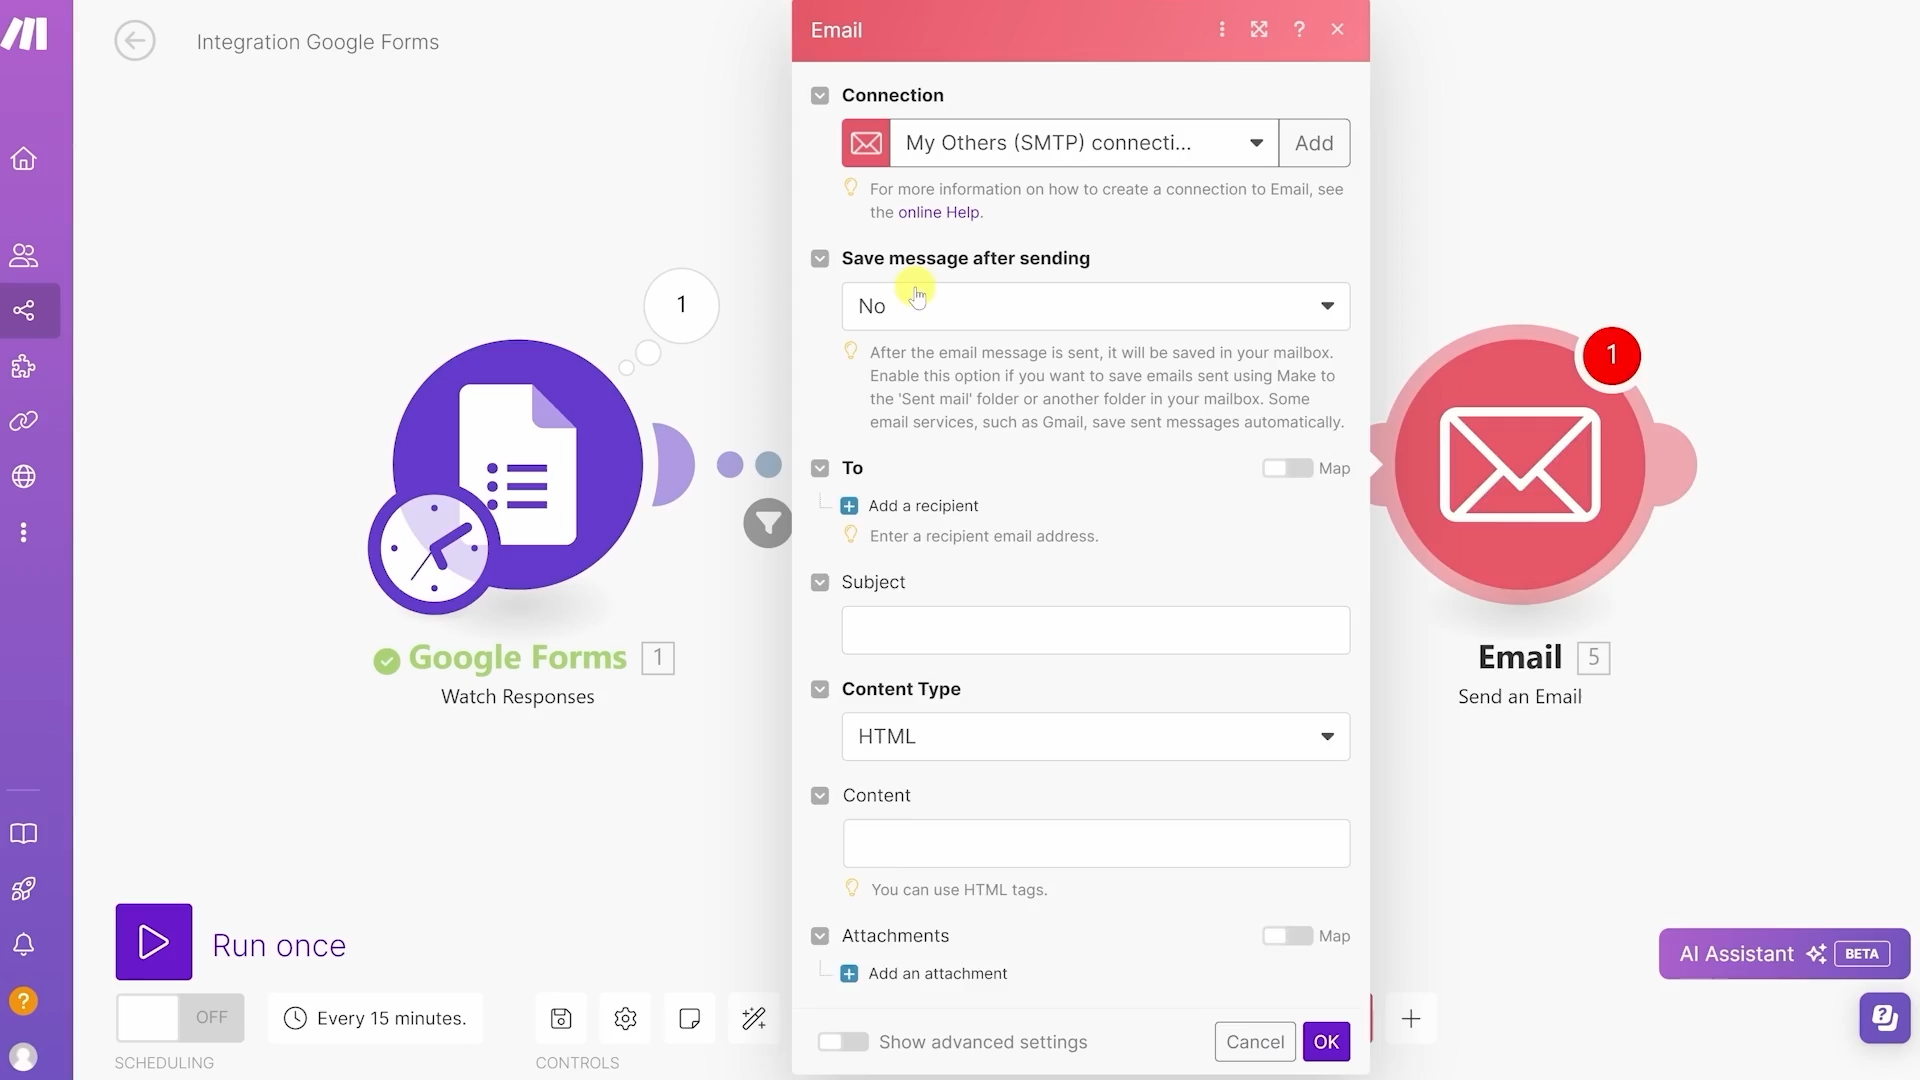 Integration Google Forms
Email
?
Connection
My Others (SMTP) connecti...
Add
For more information on how to create a connection to Email, see
the online Help.
Save message after sending
No
After the email message is sent, it will be saved in your mailbox.
Enable this option if you want to save emails sent using Make to
the 'Sent mail' folder or another folder in your mailbox. Some
email services, such as Gmail, save sent messages automatically.
To
Map
Add a recipient
Enter a recipient email address.
Subject
Content Type
HTML
Content
You can use HTML tags.
Attachments
Map
Add an attachment
Show advanced settings
Cancel
OK
1
Google Forms 1
Watch Responses
1
Email 5
Send an Email
Run once
OFF
Every 15 minutes.
SCHEDULING
CONTROLS
AI Assistant BETA
?
?